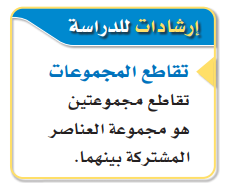 إرشادات للدراسة
تقاطع المجموعات
تقاطع مجموعتين
هو مجموعة العناصر
المشتركة بينهما.